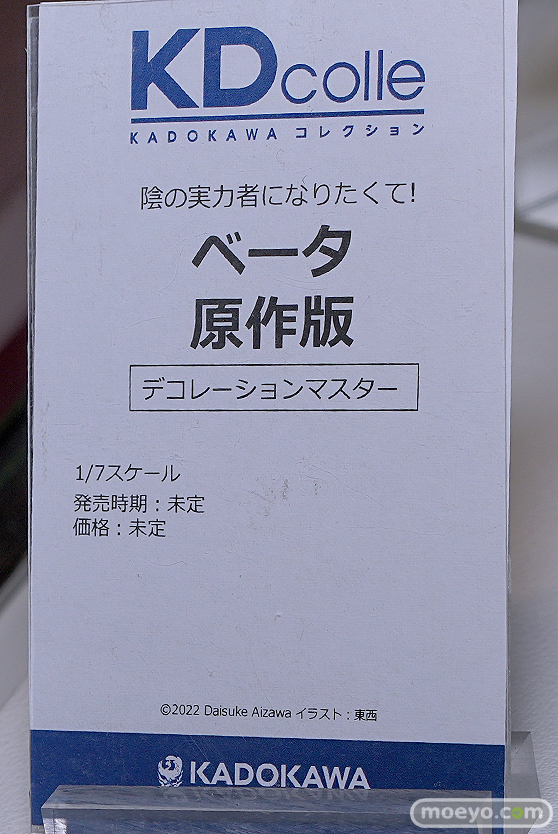 KDcolle
KADOKAWA コレクション
陰の実力者になりたくて!
ベータ
原作版
デコレーションマスター
1/7スケール
発売時期：未定
価格：未定
©2022 Daisuke Aizawa イラスト：東西
KADOKAWA
moeyo.com